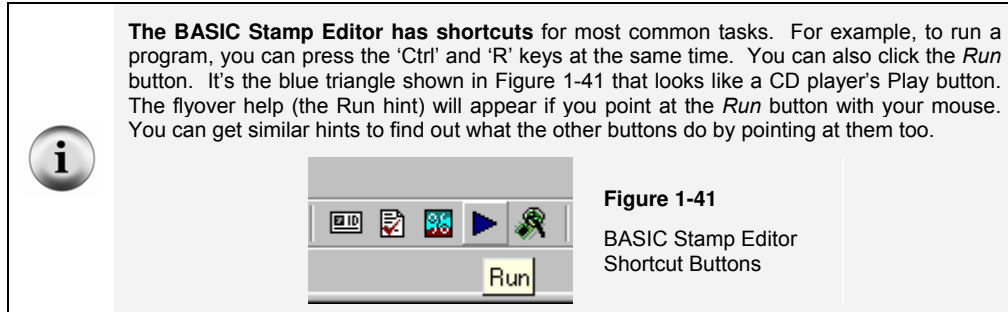 The BASIC Stamp Editor has shortcuts for most common tasks. For example, to run a
program, you can press the ‘Ctrl’ and ‘R’ keys at the same time. You can also click the Run
button. It’s the blue triangle shown in Figure 1-41 that looks like a CD player’s Play button.
The flyover help (the Run hint) will appear if you point at the Run button with your mouse.
You can get similar hints to find out what the other buttons do by pointing at them too.
i
ID
Run
Figure 1-41
BASIC Stamp Editor
Shortcut Buttons